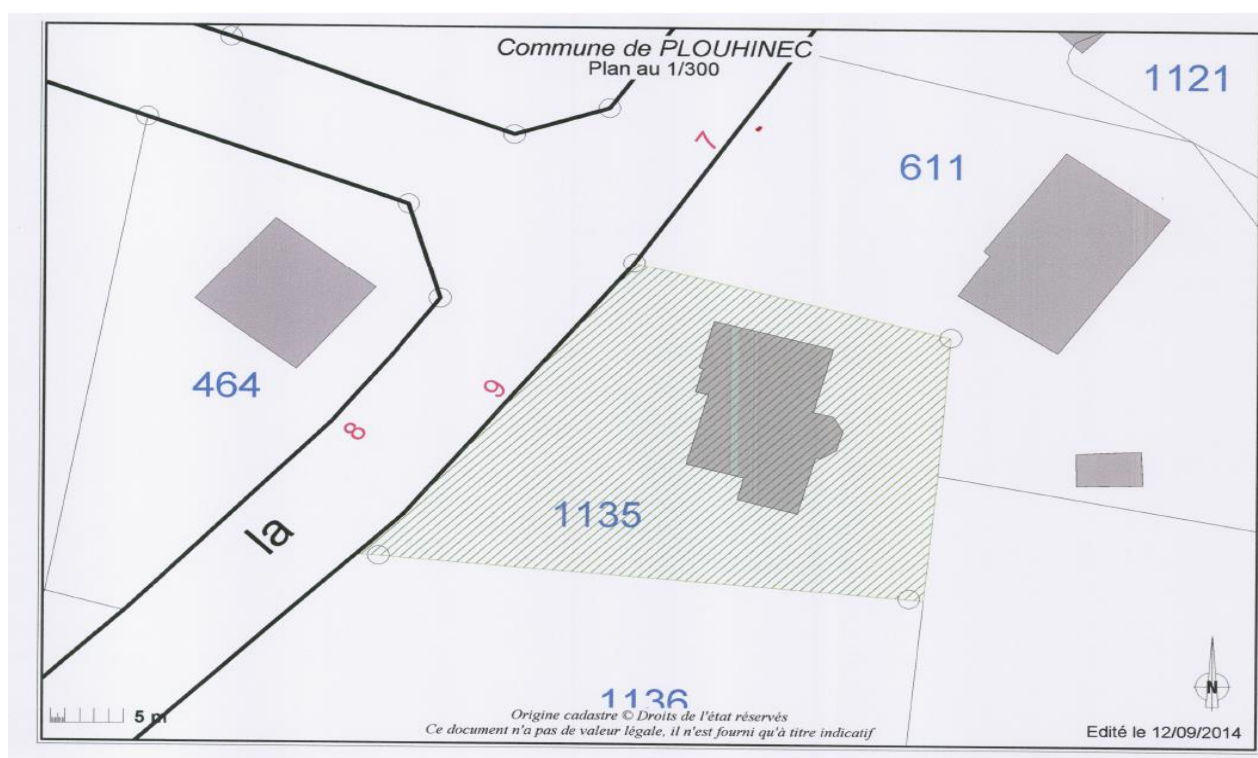 Commune de PLOUHINEC
Plan au 1/300
1121
7
611
464
9
8
1135
la
1136
N
5 m
Origine cadastre © Droits de l'état réservés
Ce document n'a pas de valeur légale, il n'est fourni qu'à titre indicatif
Edité le 12/09/2014